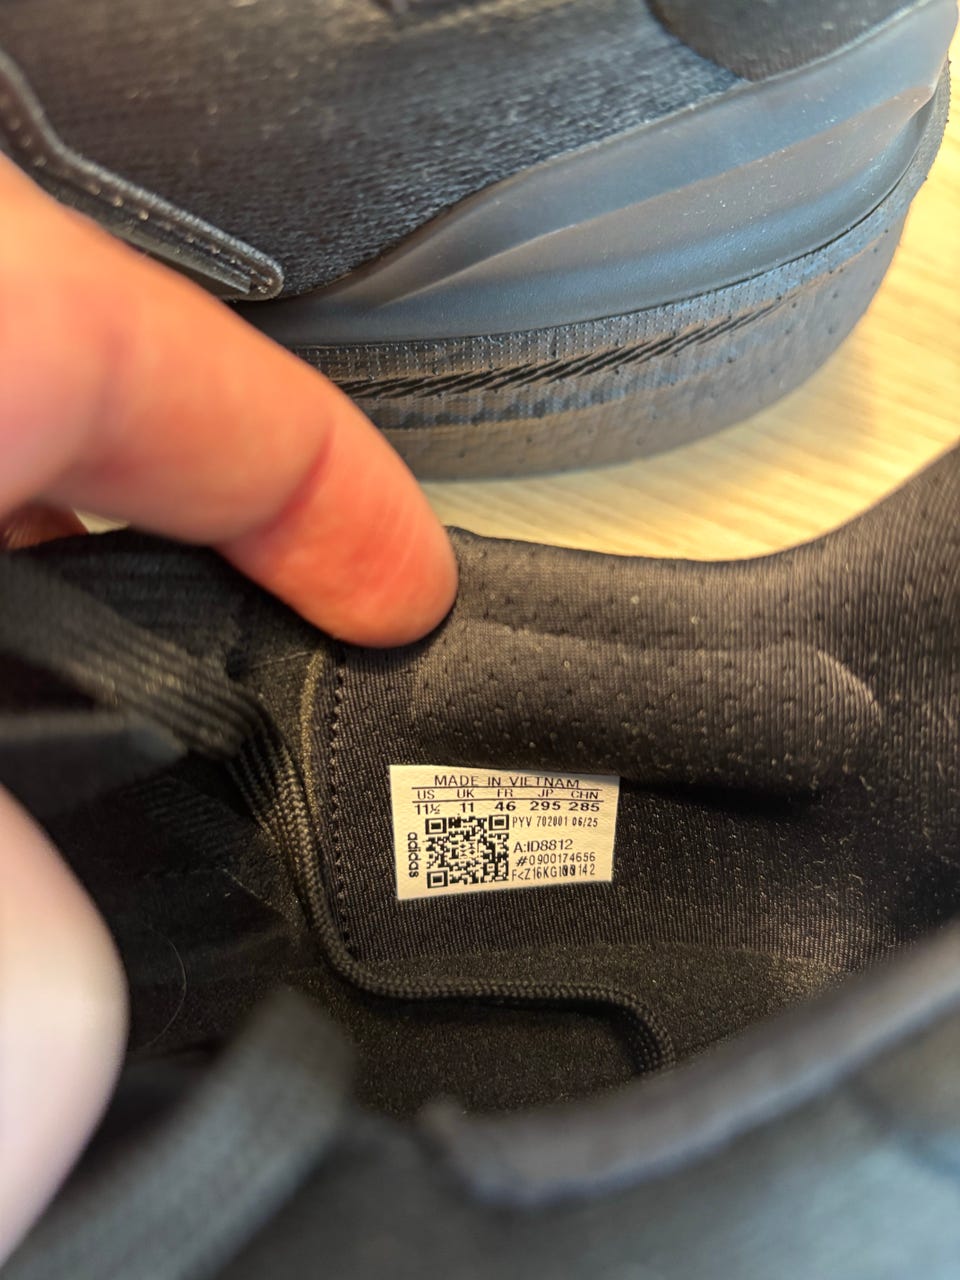 MADE IN VIETNAM
US UK FR JP CHN
11½ 11 46 295 285
PYV 702001 06/25
A:ID8812
#0900174656
adidas